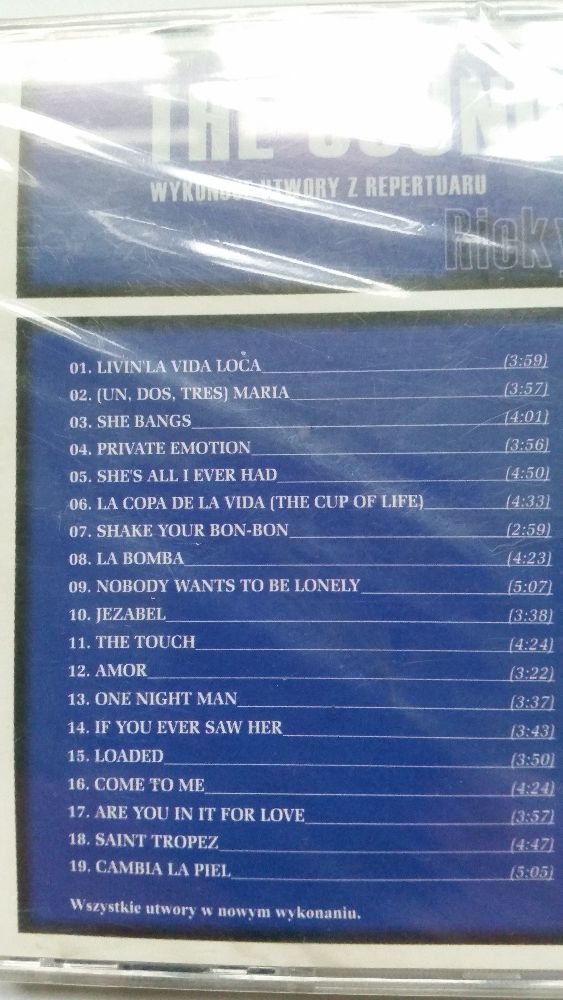 THE SOUN
WYKONUJE UTWORY Z REPERTUARU
Ricky
01. LIVIN'LA VIDA LOCA (3:59)
02. (UN, DOS, TRES) MARIA (3:57)
03. SHE BANGS (4:01)
04. PRIVATE EMOTION (3:56)
05. SHE'S ALL I EVER HAD (4:50)
06. LA COPA DE LA VIDA (THE CUP OF LIFE) (4:33)
07. SHAKE YOUR BON-BON (2:59)
08. LA BOMBA (4:23)
09. NOBODY WANTS TO BE LONELY (5:07)
10. JEZABEL (3:38)
11. THE TOUCH (4:24)
12. AMOR (3:22)
13. ONE NIGHT MAN (3:37)
14. IF YOU EVER SAW HER (3:43)
15. LOADED (3:50)
16. COME TO ME (4:24)
17. ARE YOU IN IT FOR LOVE (3:57)
18. SAINT TROPEZ (4:47)
19. CAMBIA LA PIEL (5:05)
Wszystkie utwory w nowym wykonaniu.